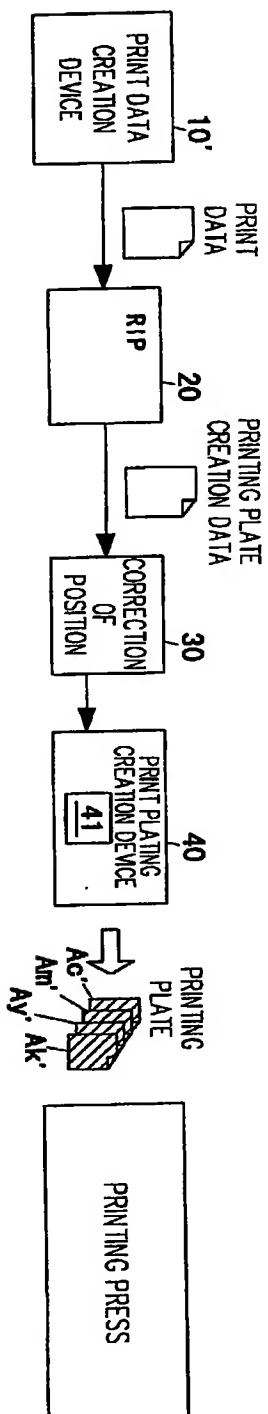 10'
PRINT DATA
CREATION
DEVICE
PRINT
DATA
20
RIP
PRINTING PLATE
CREATION DATA
30
CORRECTION
OF
POSITION
40
PRINT PLATING
CREATION DEVICE
41
PRINTING
PLATE
Ac'
Am'
Ay'
Ak'
PRINTING PRESS